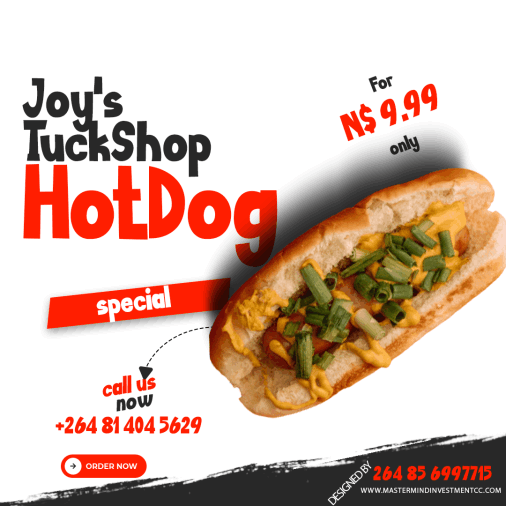 Joy's
TuckShop
HotDog
special
For
N$ 9.99
only
call us
now
+264 81 404 5629
ORDER NOW
DESIGNED BY
264 85 6997715
WWW.MASTERMINDINVESTMENTCC.COM